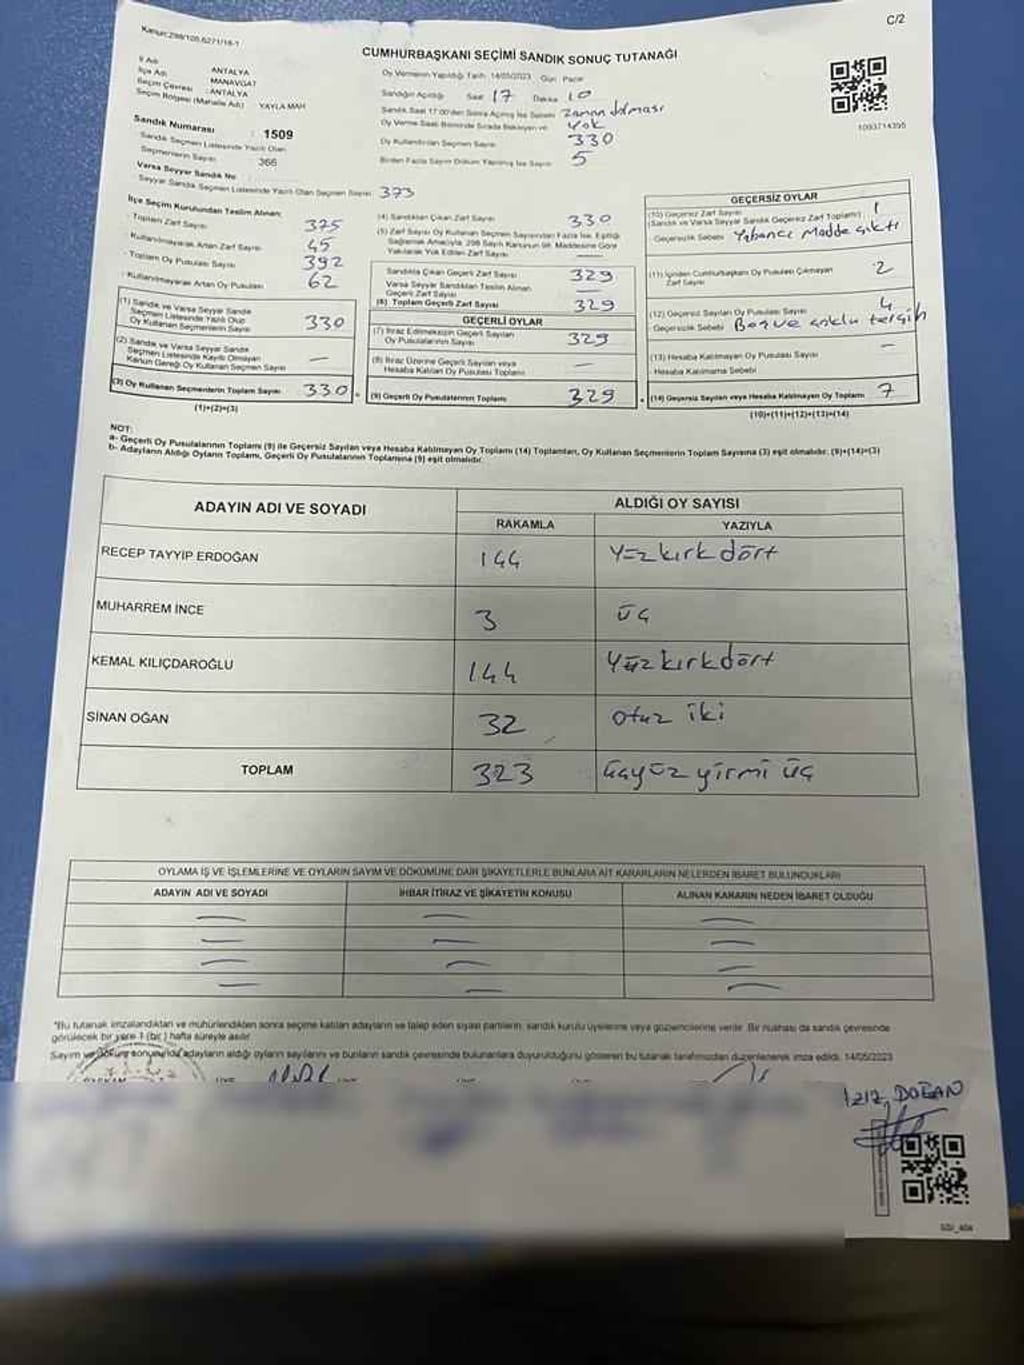 C/2
Kanun:298/105,6271/16-1
CUMHURBAŞKANI SEÇİMİ SANDIK SONUÇ TUTANAĞI
İl Adı ANTALYA
İlçe Adı MANAVGAT
Seçim Çevresi : ANTALYA
Seçim Bölgesi (Mahalle Adı) YAYLA MAH
Sandık Numarası : 1509
Sandık Seçmen Listesinde Yazılı Olan
Seçmenlerin Sayısı 366
Varsa Seyyar Sandık No
Seyyar Sandık Seçmen Listesinde Yazılı Olan Seçmen Sayısı 373
Oy Vermenin Yapıldığı Tarih: 14/05/2023 Gün: Pazar
Sandığın Açıldığı Saat 17 Dakika 10
Sandık Saat 17:00'den Sonra Açılmış İse Sebebi Zaman dolması
Oy Verme Saati Bitiminde Sırada Bekleyen Yok
Oy Kullandırılan Seçmen Sayısı 330
Birden Fazla Sayım Döküm Yapılmış İse Sayısı 5
1093714395
İlçe Seçim Kurulundan Teslim Alınan:
- Toplam Zarf Sayısı 375
- Kullanılmayarak Artan Zarf Sayısı 45
- Toplam Oy Pusulası Sayısı 392
- Kullanılmayarak Artan Oy Pusulası 62
(1) Sandık ve Varsa Seyyar Sandık
Seçmen Listesinde Yazılı Olup
Oy Kullanan Seçmenlerin Sayısı 330
(2) Sandık ve Varsa Seyyar Sandık
Seçmen Listesinde Kayıtlı Olmayan
Kanun Gereği Oy Kullanan Seçmen Sayısı —
(3) Oy Kullanan Seçmenlerin Toplam Sayısı 330
(1)+(2)=(3)
(4) Sandıktan Çıkan Zarf Sayısı 330
(5) Zarf Sayısı Oy Kullanan Seçmen Sayısından Fazla İse, Eşitliği
Sağlamak Amacıyla, 298 Sayılı Kanunun 98. Maddesine Göre
Yakılarak Yok Edilen Zarf Sayısı —
Sandıkta Çıkan Geçerli Zarf Sayısı 329
Varsa Seyyar Sandıktan Teslim Alınan
Geçerli Zarf Sayısı —
(6) Toplam Geçerli Zarf Sayısı 329
GEÇERLİ OYLAR
(7) İtiraz Edilmeksizin Geçerli Sayılan
Oy Pusulalarının Sayısı 329
(8) İtiraz Üzerine Geçerli Sayılan veya
Hesaba Katılan Oy Pusulası Toplamı —
(9) Geçerli Oy Pusulalarının Toplamı 329
GEÇERSİZ OYLAR
(10) Geçersiz Zarf Sayısı 1
(Sandık ve Varsa Seyyar Sandık Geçersiz Zarf Toplamı)
Geçersizlik Sebebi Yabancı Madde çıktı
(11) İçinden Cumhurbaşkanı Oy Pusulası Çıkmayan
Zarf Sayısı 2
(12) Geçersiz Sayılan Oy Pusulası Sayısı 4
Geçersizlik Sebebi Boş ve çoklu tercih
(13) Hesaba Katılmayan Oy Pusulası Sayısı —
- Hesaba Katılmama Sebebi
(14) Geçersiz Sayılan veya Hesaba Katılmayan Oy Toplamı 7
(10)+(11)+(12)+(13)=(14)
NOT:
a- Geçerli Oy Pusulalarının Toplamı (9) ile Geçersiz Sayılan veya Hesaba Katılmayan Oy Toplamı (14) Toplamları, Oy Kullanan Seçmenlerin Toplam Sayısına (3) eşit olmalıdır. (9)+(14)=(3)
b- Adayların Aldığı Oyların Toplamı, Geçerli Oy Pusulalarının Toplamına (9) eşit olmalıdır.
ADAYIN ADI VE SOYADI ALDIĞI OY SAYISI
RAKAMLA YAZIYLA
RECEP TAYYİP ERDOĞAN 144 Yüz kırk dört
MUHARREM İNCE 3 üç
KEMAL KILIÇDAROĞLU 144 Yüz kırk dört
SİNAN OĞAN 32 otuz iki
TOPLAM 323 üçyüz yirmi üç
OYLAMA İŞ VE İŞLEMLERİNE VE OYLARIN SAYIM VE DÖKÜMÜNE DAİR ŞİKAYETLERLE BUNLARA AİT KARARLARIN NELERDEN İBARET BULUNDUKLARI
ADAYIN ADI VE SOYADI İHBAR İTİRAZ VE ŞİKAYETİN KONUSU ALINAN KARARIN NEDEN İBARET OLDUĞU
— — —
— — —
— — —
— — —
*Bu tutanak imzalandıktan ve mühürlendikten sonra seçime katılan adayların ve talep eden siyasi partilerin, sandık kurulu üyelerine veya gözlemcilerine verilir. Bir nüshası da sandık çevresinde
görülecek bir yere 1 (bir) hafta süreyle asılır.
Sayım ve döküm sonucunda adayların aldığı oyların sayılarını ve bunların sandık çevresinde bulunanlara duyurulduğunu gösteren bu tutanak tarafımızdan düzenlenerek imza edildi. 14/05/2023
DOĞAN